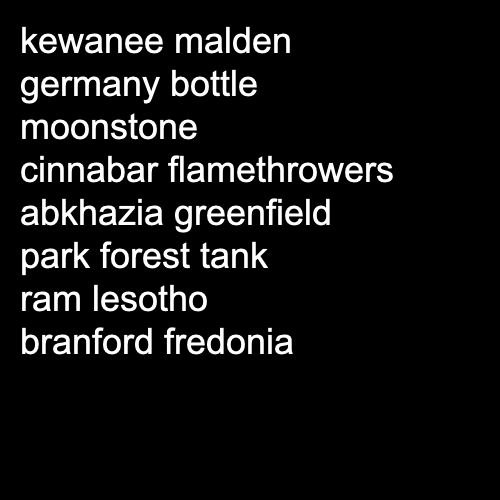 kewanee malden
germany bottle
moonstone
cinnabar flamethrowers
abkhazia greenfield
park forest tank
ram lesotho
branford fredonia